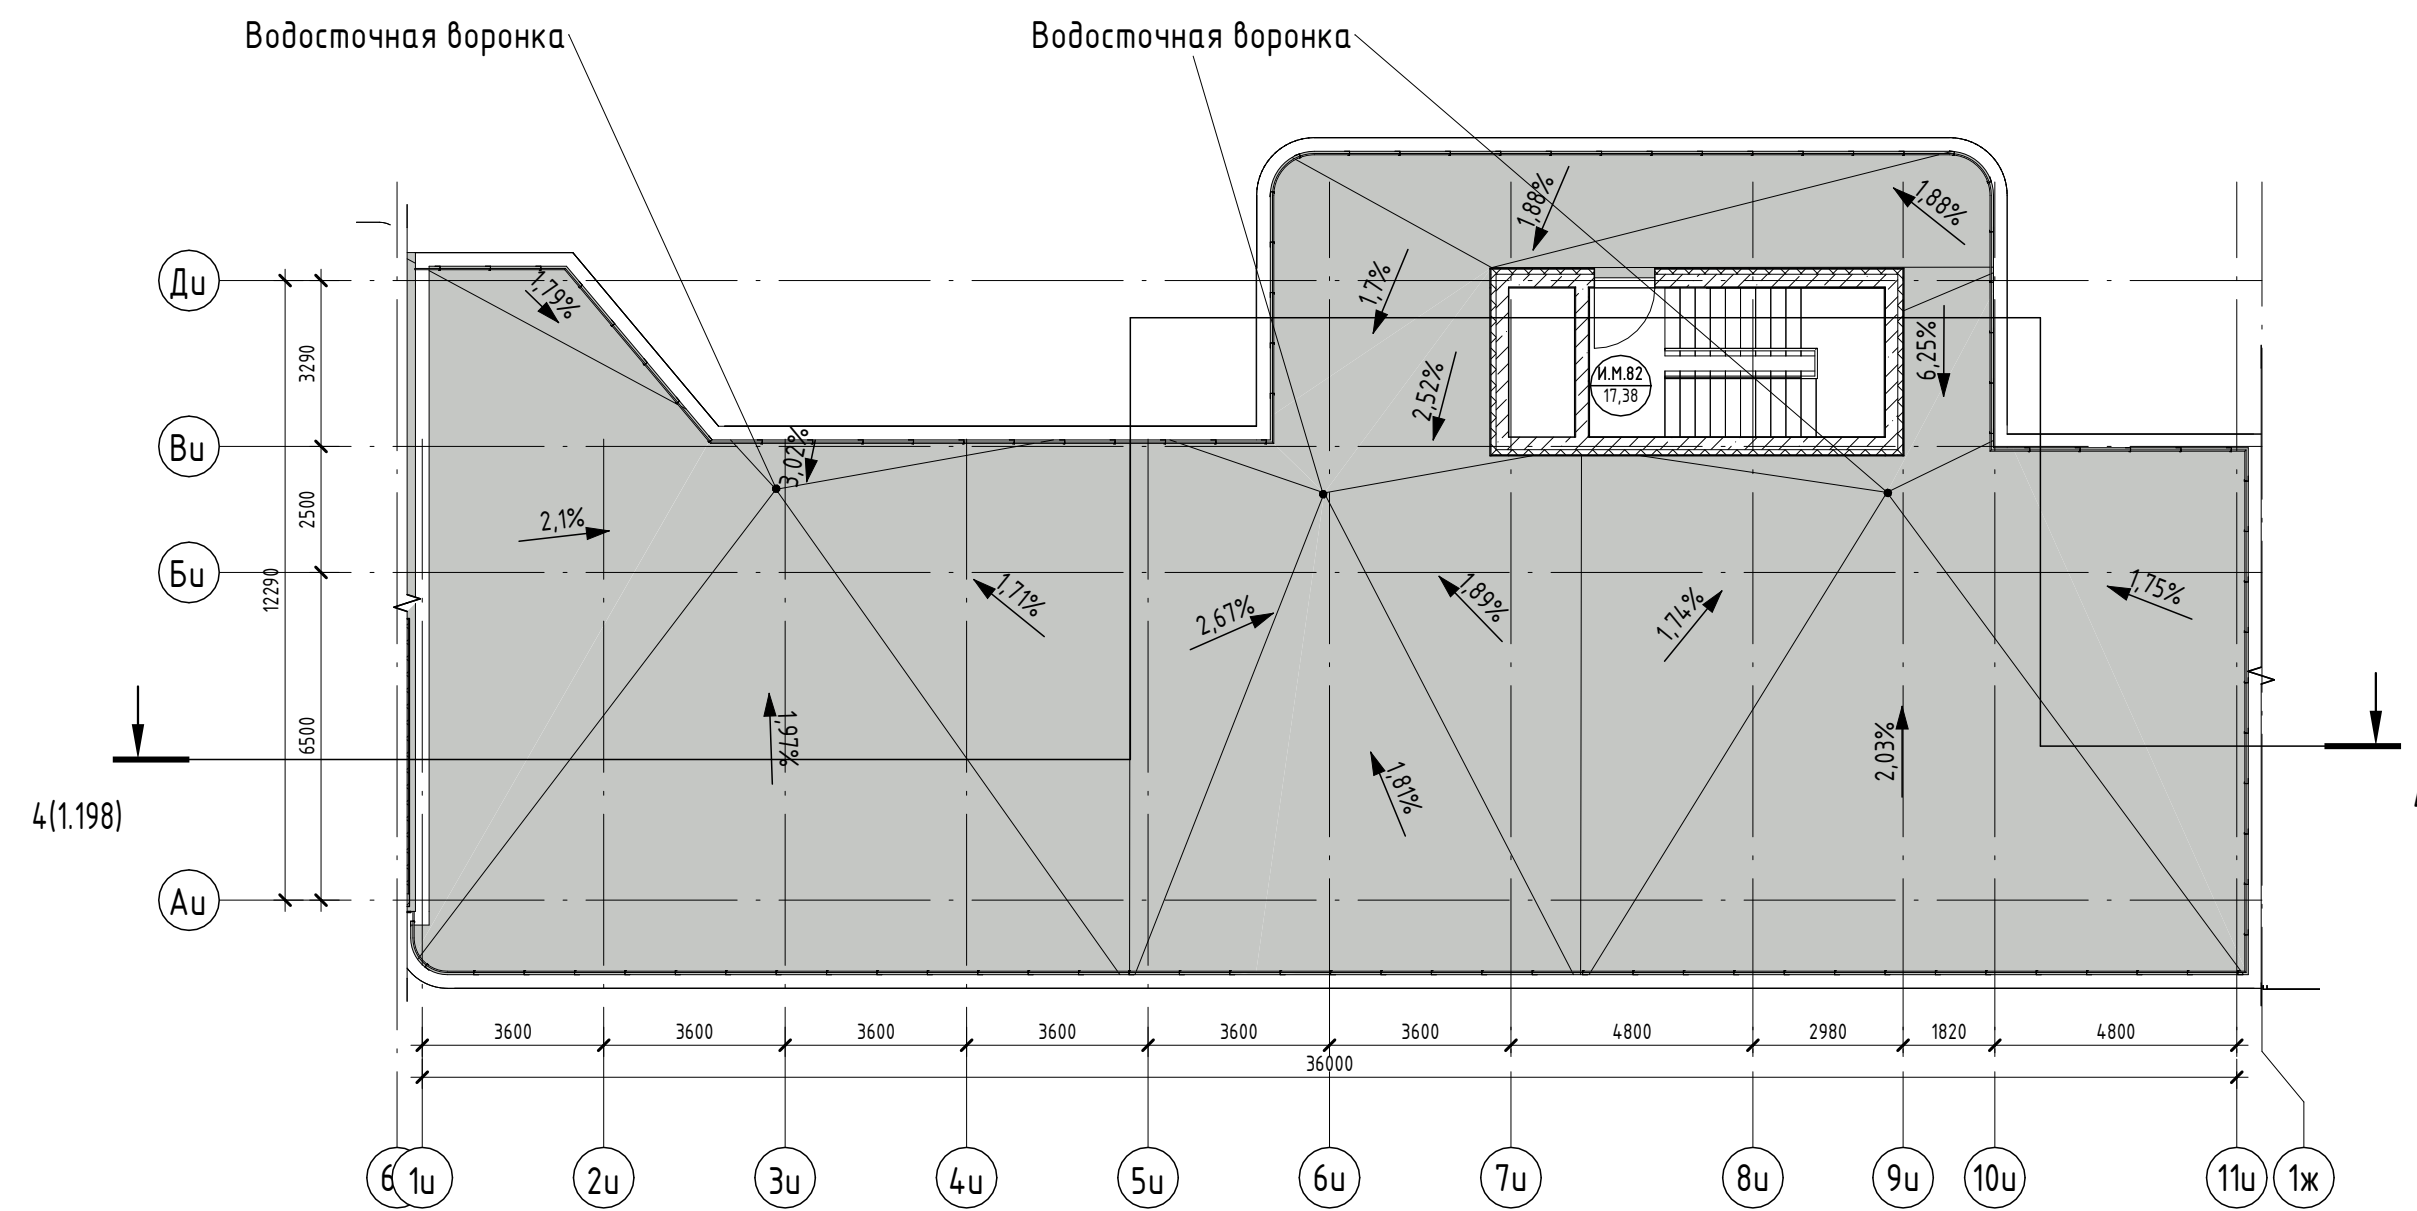 Водосточная воронка
Водосточная воронка
1,88%
1,88%
1,79%
1,7%
6,25%
2,52%
3,02%
И.М.82
17,38
2,1%
1,71%
2,67%
1,89%
1,74%
1,75%
1,97%
1,81%
2,03%
Ди
Ви
Би
Аи
3290
2500
12290
6500
4(1.198)
3600
3600
3600
3600
3600
3600
4800
2980
1820
4800
36000
6
1и
2и
3и
4и
5и
6и
7и
8и
9и
10и
11и
1ж